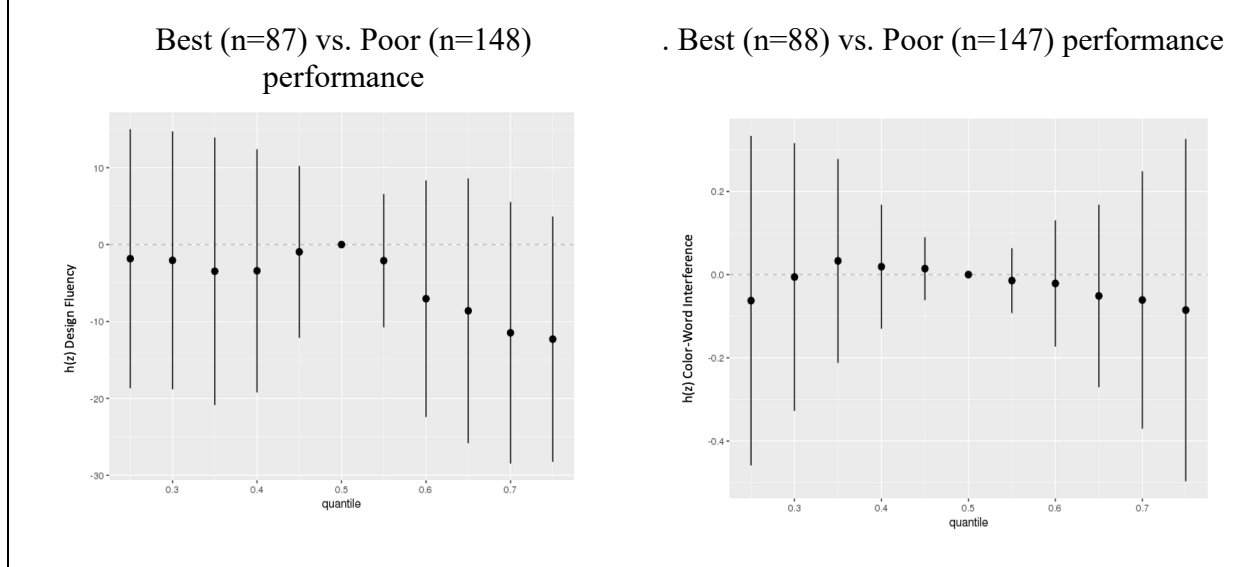 Best (n=87) vs. Poor (n=148)
performance
. Best (n=88) vs. Poor (n=147) performance
h(z) Design Fluency
10
0
-10
-20
-30
0.3 0.4 0.5 0.6 0.7
quantile
h(z) Color-Word Interference
0.2
0.0
-0.2
-0.4
0.3 0.4 0.5 0.6 0.7
quantile